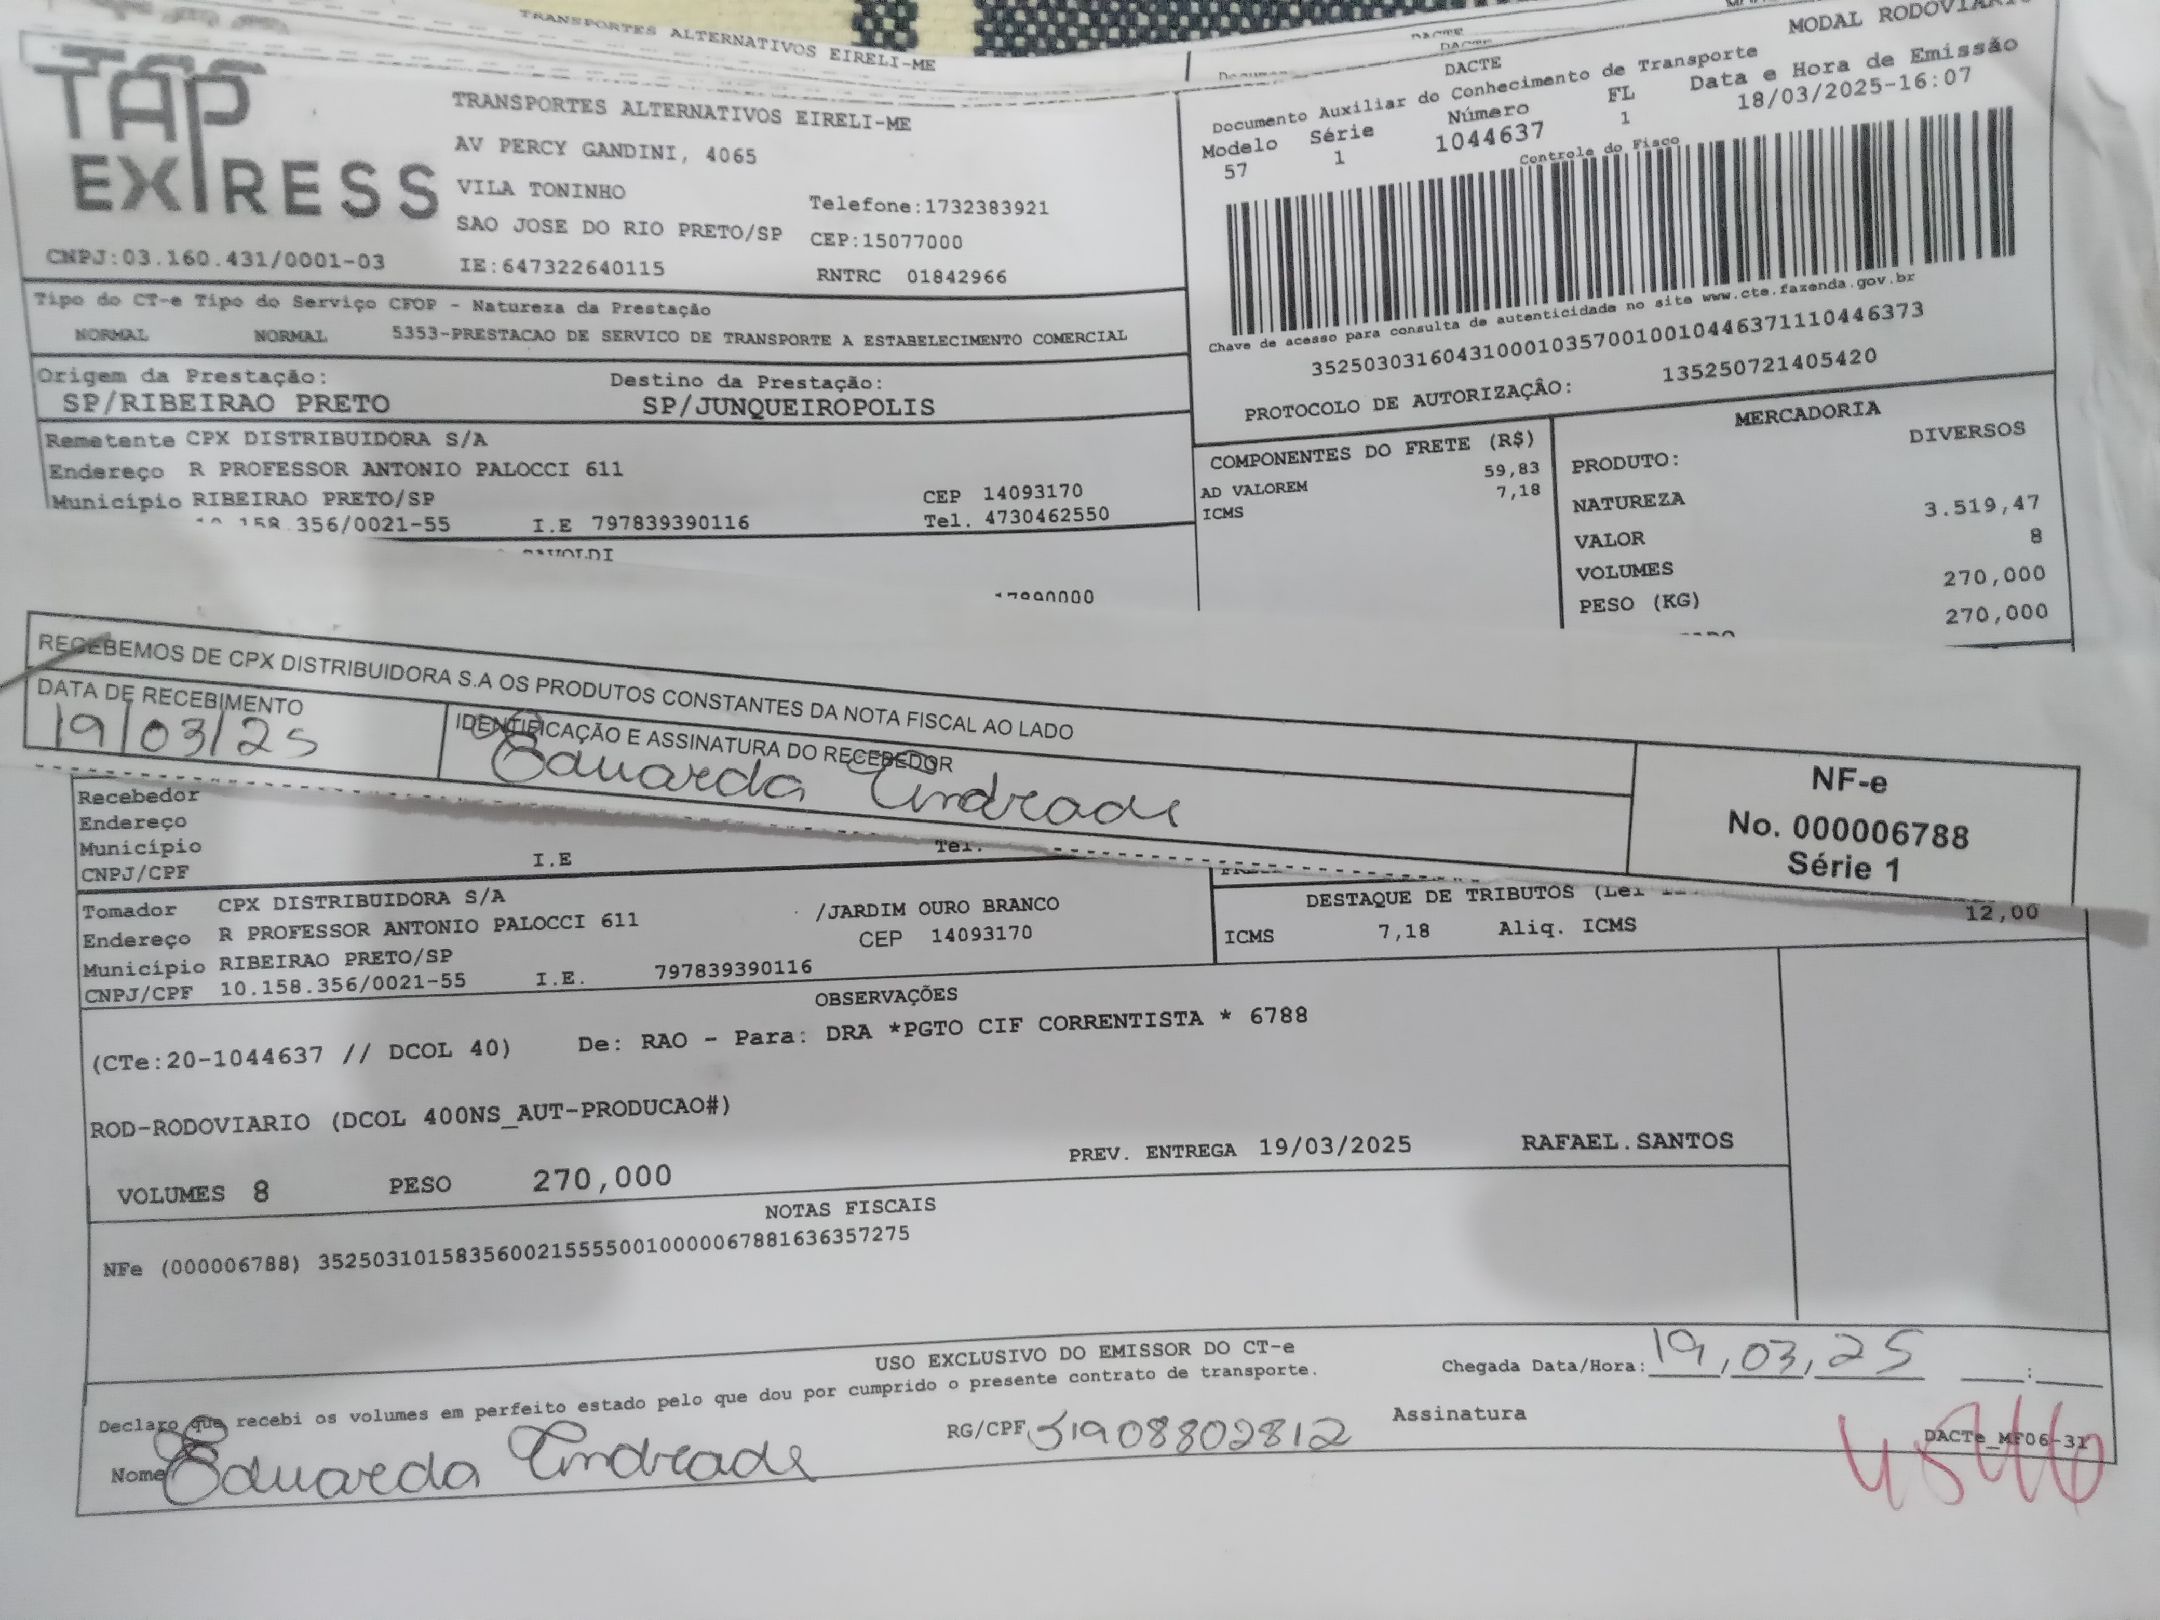 TRANSPORTES ALTERNATIVOS EIRELI-ME
DACTE
DACTE
MODAL RODOVIARIO
TAP
EXPRESS
TRANSPORTES ALTERNATIVOS EIRELI-ME
AV PERCY GANDINI, 4065
VILA TONINHO
Telefone:1732383921
SAO JOSE DO RIO PRETO/SP CEP:15077000
CNPJ:03.160.431/0001-03 IE:647322640115 RNTRC 01842966
DACTE
Documento Auxiliar do Conhecimento de Transporte
Modelo Série Número FL Data e Hora de Emissão
57 1 1044637 1 18/03/2025-16:07
Controle do Fisco
Chave de acesso para consulta de autenticidade no site www.cte.fazenda.gov.br
35250303160431000103570010010446371110446373
PROTOCOLO DE AUTORIZAÇÂO: 135250721405420
Tipo do CT-e Tipo do Serviço CFOP - Natureza da Prestação
NORMAL NORMAL 5353-PRESTACAO DE SERVICO DE TRANSPORTE A ESTABELECIMENTO COMERCIAL
Origem da Prestação: Destino da Prestação:
SP/RIBEIRAO PRETO SP/JUNQUEIROPOLIS
Remetente CPX DISTRIBUIDORA S/A
Endereço R PROFESSOR ANTONIO PALOCCI 611
Município RIBEIRAO PRETO/SP CEP 14093170
10.158.356/0021-55 I.E 797839390116 Tel. 4730462550
COMPONENTES DO FRETE (R$)
59,83
AD VALOREM 7,18
ICMS
MERCADORIA
PRODUTO: DIVERSOS
NATUREZA
VALOR 3.519,47
VOLUMES 8
PESO (KG) 270,000
270,000
RECEBEMOS DE CPX DISTRIBUIDORA S.A OS PRODUTOS CONSTANTES DA NOTA FISCAL AO LADO
DATA DE RECEBIMENTO IDENTIFICAÇÃO E ASSINATURA DO RECEBEDOR
19/03/25 Eduarda Andrade
NF-e
No. 000006788
Série 1
Recebedor
Endereço
Município
CNPJ/CPF I.E Tel.
Tomador CPX DISTRIBUIDORA S/A
Endereço R PROFESSOR ANTONIO PALOCCI 611 /JARDIM OURO BRANCO
Município RIBEIRAO PRETO/SP CEP 14093170
CNPJ/CPF 10.158.356/0021-55 I.E. 797839390116
DESTAQUE DE TRIBUTOS (Lei
ICMS 7,18 Aliq. ICMS 12,00
OBSERVAÇÕES
(CTe:20-1044637 // DCOL 40) De: RAO - Para: DRA *PGTO CIF CORRENTISTA * 6788
ROD-RODOVIARIO (DCOL 400NS_AUT-PRODUCAO#)
PREV. ENTREGA 19/03/2025 RAFAEL.SANTOS
VOLUMES 8 PESO 270,000
NOTAS FISCAIS
NFe (000006788) 35250310158356002155550010000067881636357275
USO EXCLUSIVO DO EMISSOR DO CT-e
Declaro que recebi os volumes em perfeito estado pelo que dou por cumprido o presente contrato de transporte.
Chegada Data/Hora: 19,03,25 :
Nome Eduarda Andrade RG/CPF 51908802812 Assinatura
DACTe_MF06-31